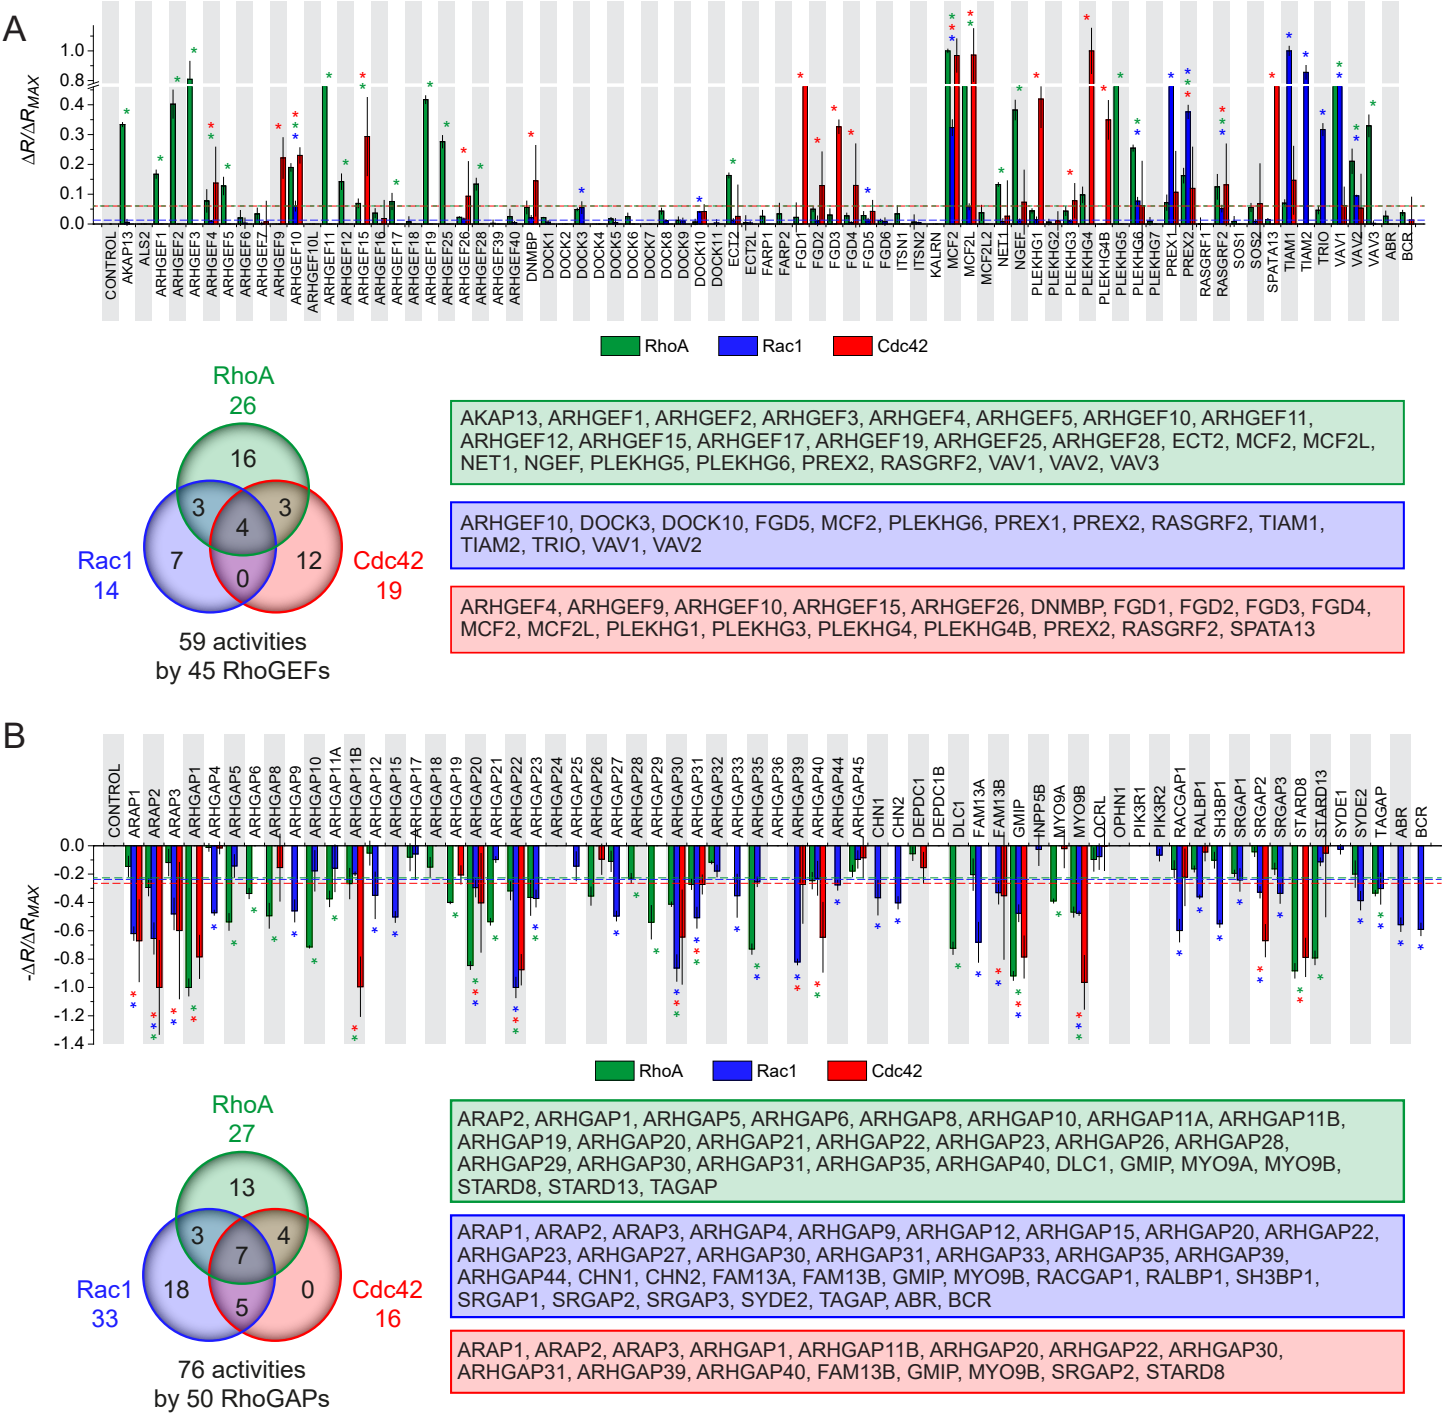 A
ΔR/ΔRMAX
1.0
0.8
0.4
0.3
0.2
0.1
0.0
CONTROL
AKAP13
ALS2
ARHGEF1
ARHGEF2
ARHGEF3
ARHGEF4
ARHGEF5
ARHGEF6
ARHGEF7
ARHGEF9
ARHGEF10
ARHGEF10L
ARHGEF11
ARHGEF12
ARHGEF15
ARHGEF16
ARHGEF17
ARHGEF18
ARHGEF19
ARHGEF25
ARHGEF26
ARHGEF28
ARHGEF39
ARHGEF40
DNMBP
DOCK1
DOCK2
DOCK3
DOCK4
DOCK5
DOCK6
DOCK7
DOCK8
DOCK9
DOCK10
DOCK11
ECT2
ECT2L
FARP1
FARP2
FGD1
FGD2
FGD3
FGD4
FGD5
FGD6
ITSN1
ITSN2
KALRN
MCF2
MCF2L
MCF2L2
NET1
NGEF
PLEKHG1
PLEKHG2
PLEKHG3
PLEKHG4
PLEKHG4B
PLEKHG5
PLEKHG6
PLEKHG7
PREX1
PREX2
RASGRF1
RASGRF2
SOS1
SOS2
SPATA13
TIAM1
TIAM2
TRIO
VAV1
VAV2
VAV3
ABR
BCR
RhoA Rac1 Cdc42
RhoA
26
16
3
3
4
7
12
0
Rac1
14
Cdc42
19
59 activities
by 45 RhoGEFs
AKAP13, ARHGEF1, ARHGEF2, ARHGEF3, ARHGEF4, ARHGEF5, ARHGEF10, ARHGEF11,
ARHGEF12, ARHGEF15, ARHGEF17, ARHGEF19, ARHGEF25, ARHGEF28, ECT2, MCF2, MCF2L,
NET1, NGEF, PLEKHG5, PLEKHG6, PREX2, RASGRF2, VAV1, VAV2, VAV3
ARHGEF10, DOCK3, DOCK10, FGD5, MCF2, PLEKHG6, PREX1, PREX2, RASGRF2, TIAM1,
TIAM2, TRIO, VAV1, VAV2
ARHGEF4, ARHGEF9, ARHGEF10, ARHGEF15, ARHGEF26, DNMBP, FGD1, FGD2, FGD3, FGD4,
MCF2, MCF2L, PLEKHG1, PLEKHG3, PLEKHG4, PLEKHG4B, PREX2, RASGRF2, SPATA13
B
CONTROL
ARAP1
ARAP2
ARAP3
ARHGAP1
ARHGAP4
ARHGAP5
ARHGAP6
ARHGAP8
ARHGAP9
ARHGAP10
ARHGAP11A
ARHGAP11B
ARHGAP12
ARHGAP15
ARHGAP17
ARHGAP18
ARHGAP19
ARHGAP20
ARHGAP21
ARHGAP22
ARHGAP23
ARHGAP24
ARHGAP25
ARHGAP26
ARHGAP27
ARHGAP28
ARHGAP29
ARHGAP30
ARHGAP31
ARHGAP32
ARHGAP33
ARHGAP35
ARHGAP36
ARHGAP39
ARHGAP40
ARHGAP44
ARHGAP45
CHN1
CHN2
DEPDC1
DEPDC1B
DLC1
FAM13A
FAM13B
GMIP
INPP5B
MYO9A
MYO9B
OCRL
OPHN1
PIK3R1
PIK3R2
RACGAP1
RALBP1
SH3BP1
SRGAP1
SRGAP2
SRGAP3
STARD8
STARD13
SYDE1
SYDE2
TAGAP
ABR
BCR
-ΔR/ΔRMAX
0.0
-0.2
-0.4
-0.6
-0.8
-1.0
-1.2
-1.4
RhoA Rac1 Cdc42
RhoA
27
13
3
4
7
18
0
5
Rac1
33
Cdc42
16
76 activities
by 50 RhoGAPs
ARAP2, ARHGAP1, ARHGAP5, ARHGAP6, ARHGAP8, ARHGAP10, ARHGAP11A, ARHGAP11B,
ARHGAP19, ARHGAP20, ARHGAP21, ARHGAP22, ARHGAP23, ARHGAP26, ARHGAP28,
ARHGAP29, ARHGAP30, ARHGAP31, ARHGAP35, ARHGAP40, DLC1, GMIP, MYO9A, MYO9B,
STARD8, STARD13, TAGAP
ARAP1, ARAP2, ARAP3, ARHGAP4, ARHGAP9, ARHGAP12, ARHGAP15, ARHGAP20, ARHGAP22,
ARHGAP23, ARHGAP27, ARHGAP30, ARHGAP31, ARHGAP33, ARHGAP35, ARHGAP39,
ARHGAP44, CHN1, CHN2, FAM13A, FAM13B, GMIP, MYO9B, RACGAP1, RALBP1, SH3BP1,
SRGAP1, SRGAP2, SRGAP3, SYDE2, TAGAP, ABR, BCR
ARAP1, ARAP2, ARAP3, ARHGAP1, ARHGAP11B, ARHGAP20, ARHGAP22, ARHGAP30,
ARHGAP31, ARHGAP39, ARHGAP40, FAM13B, GMIP, MYO9B, SRGAP2, STARD8